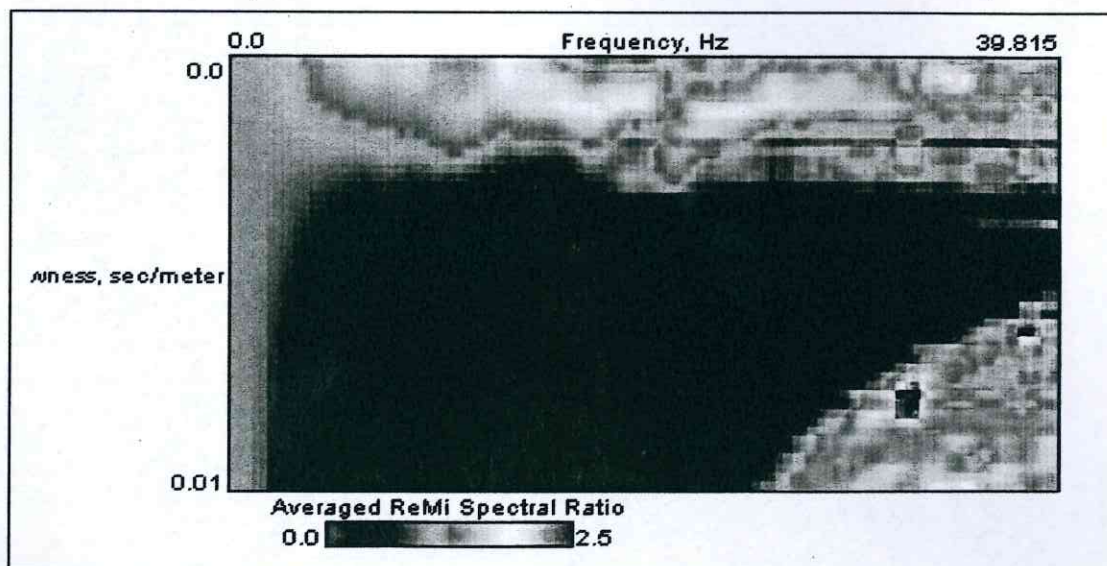 0.0 Frequency, Hz 39.815
0.0
wness, sec/meter
0.01
Averaged ReMi Spectral Ratio
0.0 2.5